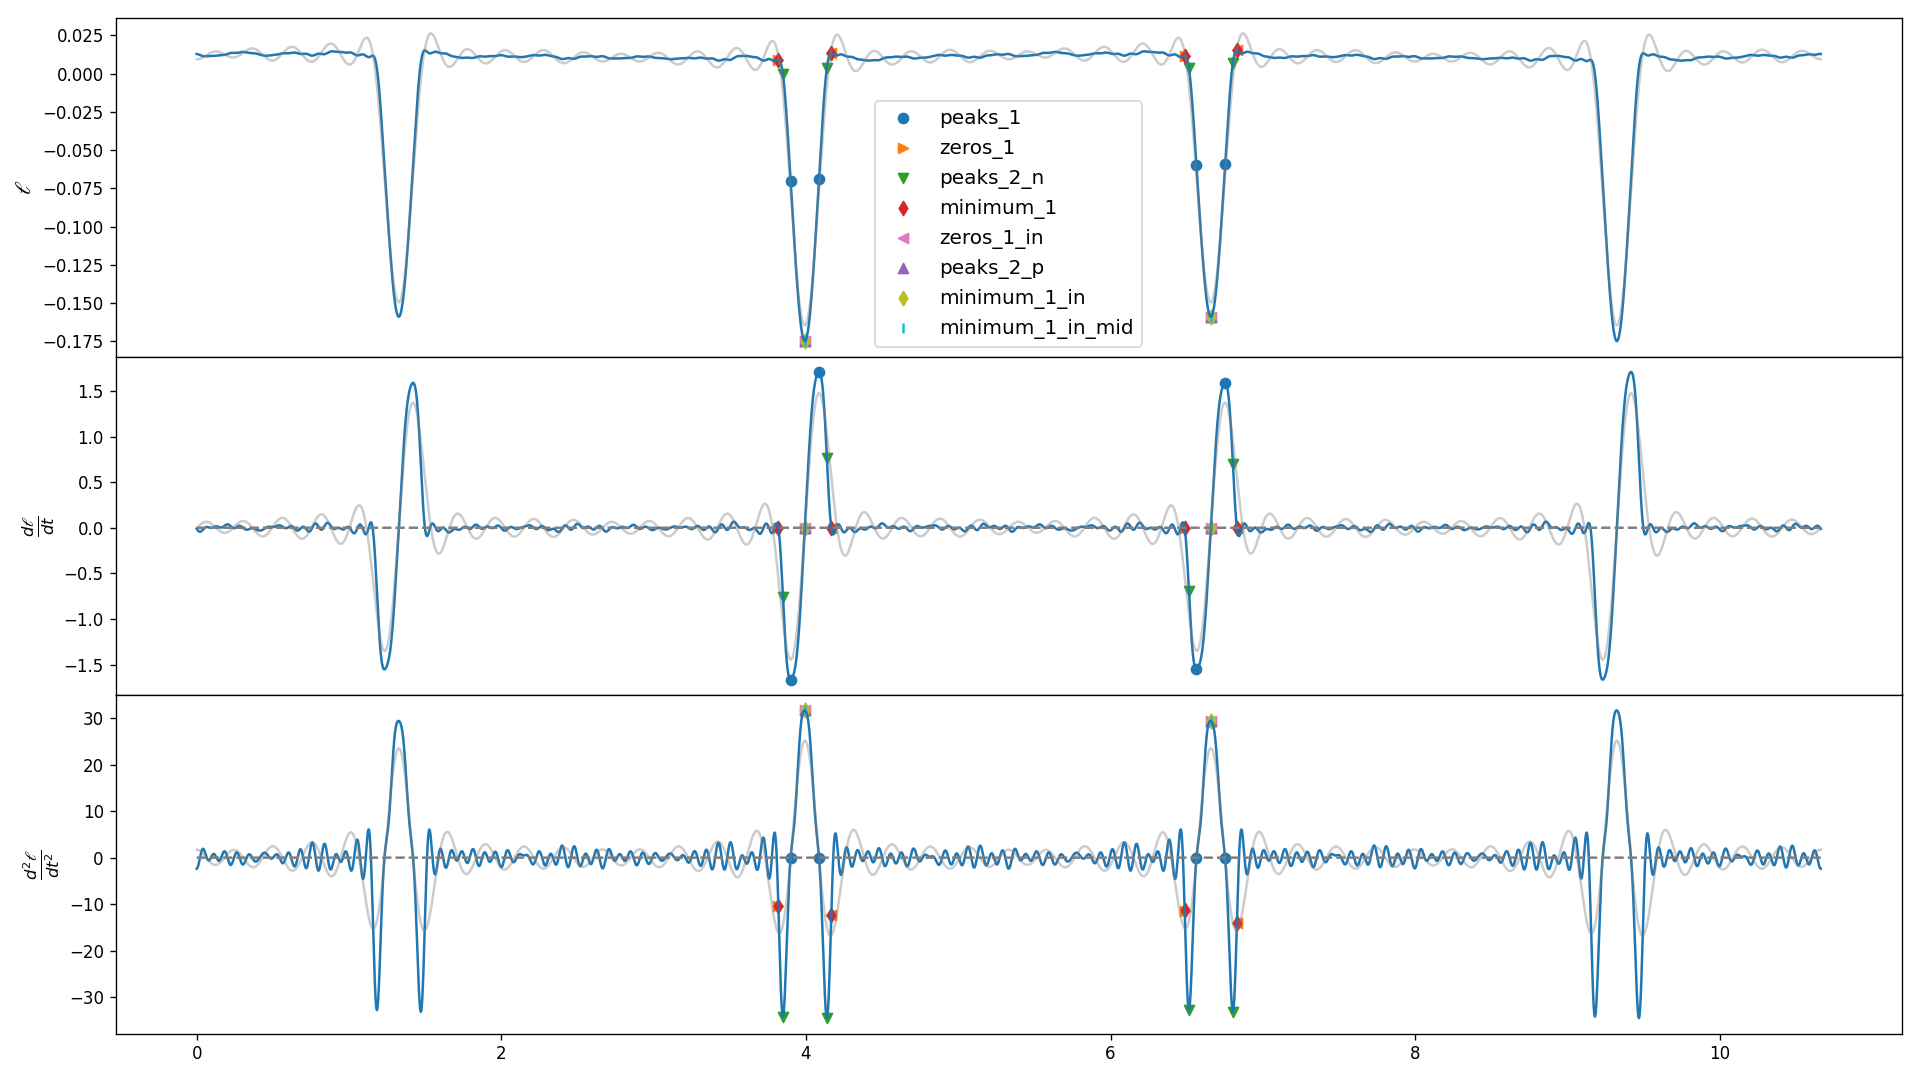 0.025
0.000
−0.025
−0.050
−0.075
−0.100
−0.125
−0.150
−0.175
ℓ
peaks_1
zeros_1
peaks_2_n
minimum_1
zeros_1_in
peaks_2_p
minimum_1_in
minimum_1_in_mid
1.5
1.0
0.5
0.0
−0.5
−1.0
−1.5
dℓ/dt
30
20
10
0
−10
−20
−30
d²ℓ/dt²
0 2 4 6 8 10